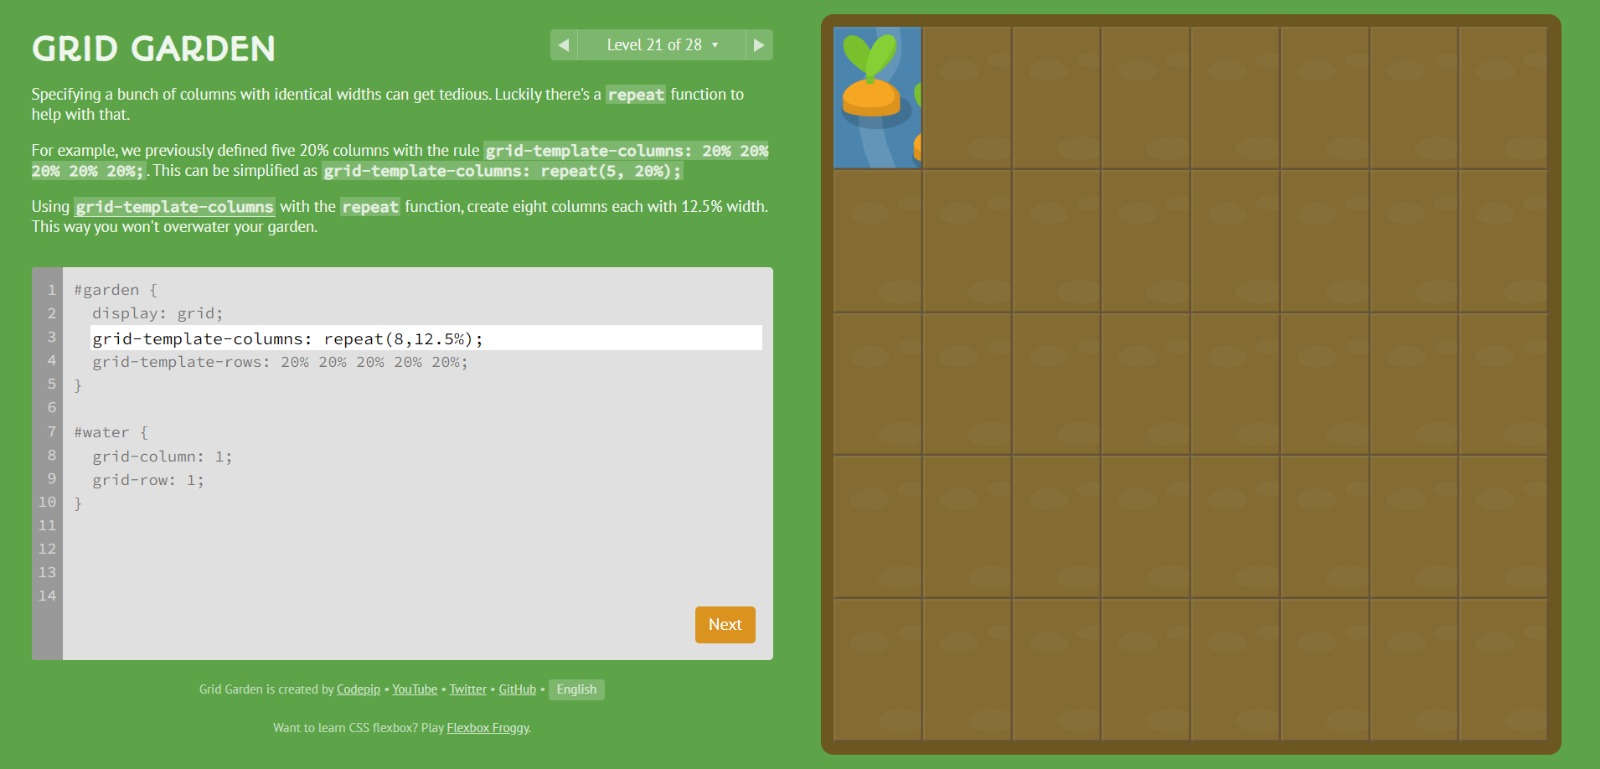 GRID GARDEN
◀ Level 21 of 28 ▾ ▶
Specifying a bunch of columns with identical widths can get tedious. Luckily there's a repeat function to
help with that.
For example, we previously defined five 20% columns with the rule grid-template-columns: 20% 20%
20% 20% 20%;. This can be simplified as grid-template-columns: repeat(5, 20%);
Using grid-template-columns with the repeat function, create eight columns each with 12.5% width.
This way you won't overwater your garden.
1 #garden {
2 display: grid;
3 grid-template-columns: repeat(8,12.5%);
4 grid-template-rows: 20% 20% 20% 20% 20%;
5 }
6
7 #water {
8 grid-column: 1;
9 grid-row: 1;
10 }
11
12
13
14
Next
Grid Garden is created by Codepip • YouTube • Twitter • GitHub • English
Want to learn CSS flexbox? Play Flexbox Froggy.